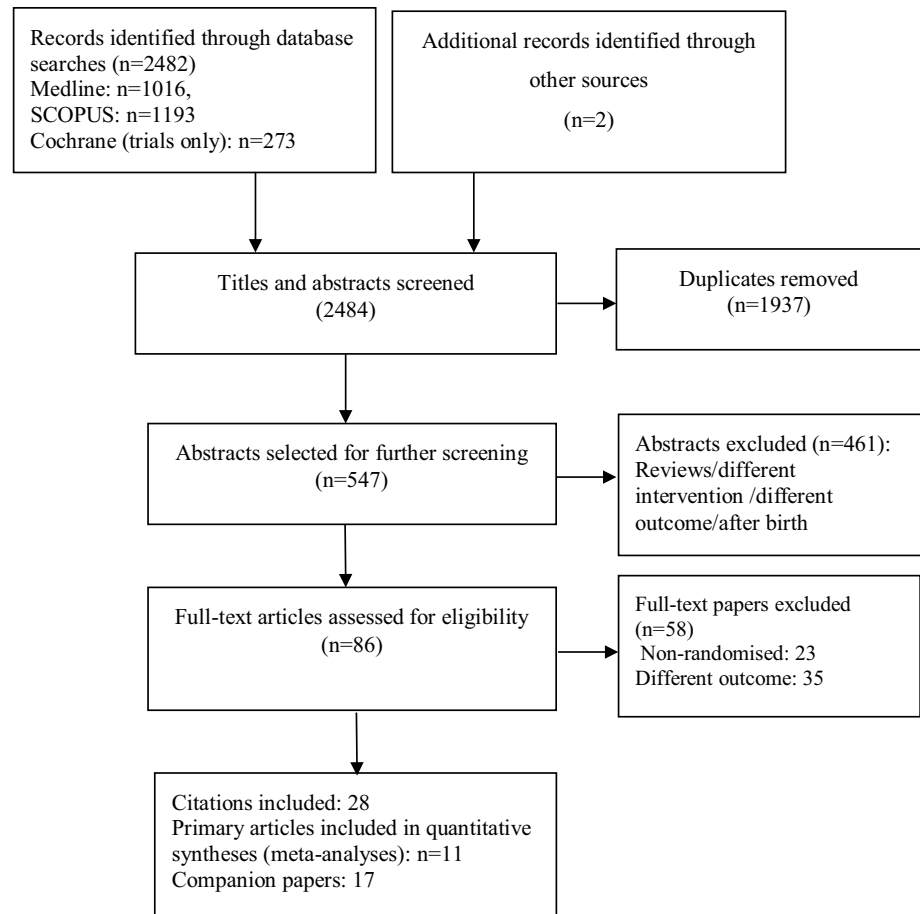 Records identified through database
searches (n=2482)
Medline: n=1016,
SCOPUS: n=1193
Cochrane (trials only): n=273
Additional records identified through
other sources
(n=2)
Titles and abstracts screened
(2484)
Duplicates removed
(n=1937)
Abstracts selected for further screening
(n=547)
Abstracts excluded (n=461):
Reviews/different
intervention /different
outcome/after birth
Full-text articles assessed for eligibility
(n=86)
Full-text papers excluded
(n=58)
Non-randomised: 23
Different outcome: 35
Citations included: 28
Primary articles included in quantitative
syntheses (meta-analyses): n=11
Companion papers: 17